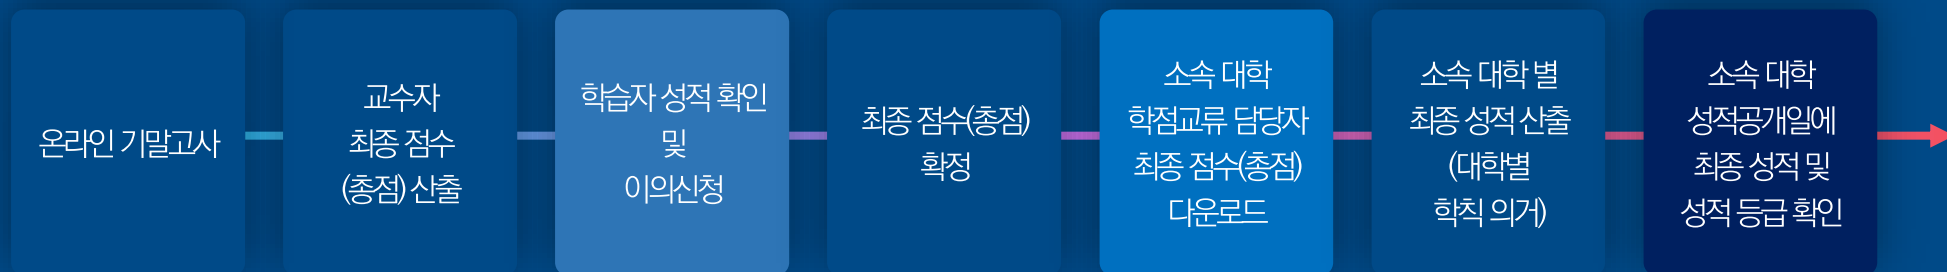 온라인 기말고사
교수자
최종 점수
(총점) 산출
학습자 성적 확인
및
이의신청
최종 점수(총점)
확정
소속 대학
학점교류 담당자
최종 점수(총점)
다운로드
소속 대학 별
최종 성적 산출
(대학별
학칙 의거)
소속 대학
성적공개일에
최종 성적 및
성적 등급 확인